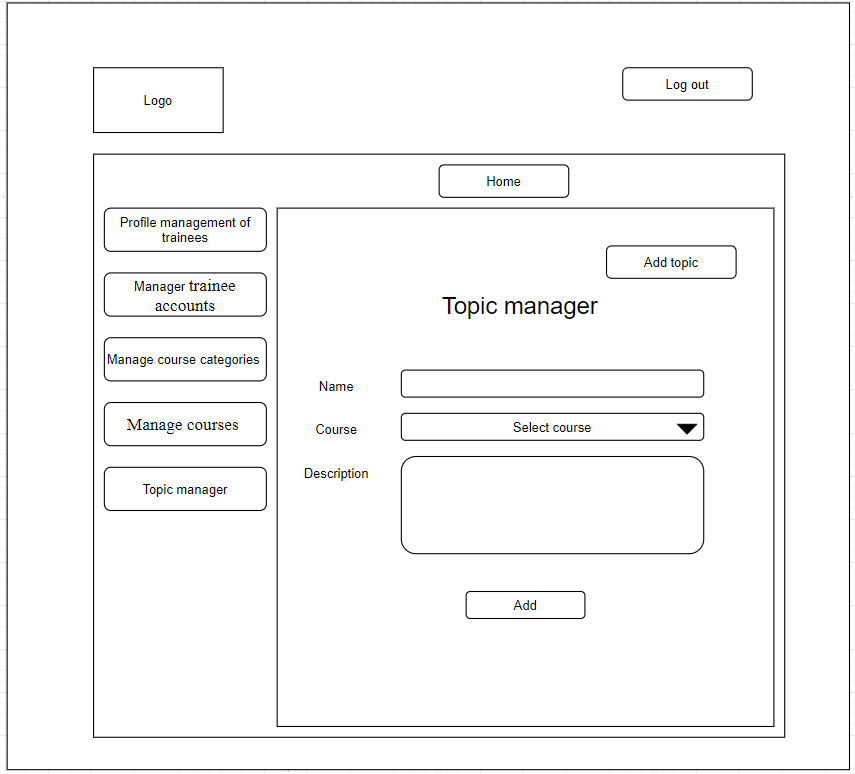 Logo
Log out
Home
Profile management of
trainees
Manager trainee
accounts
Manage course categories
Manage courses
Topic manager
Add topic
Topic manager
Name
Course
Select course
Description
Add